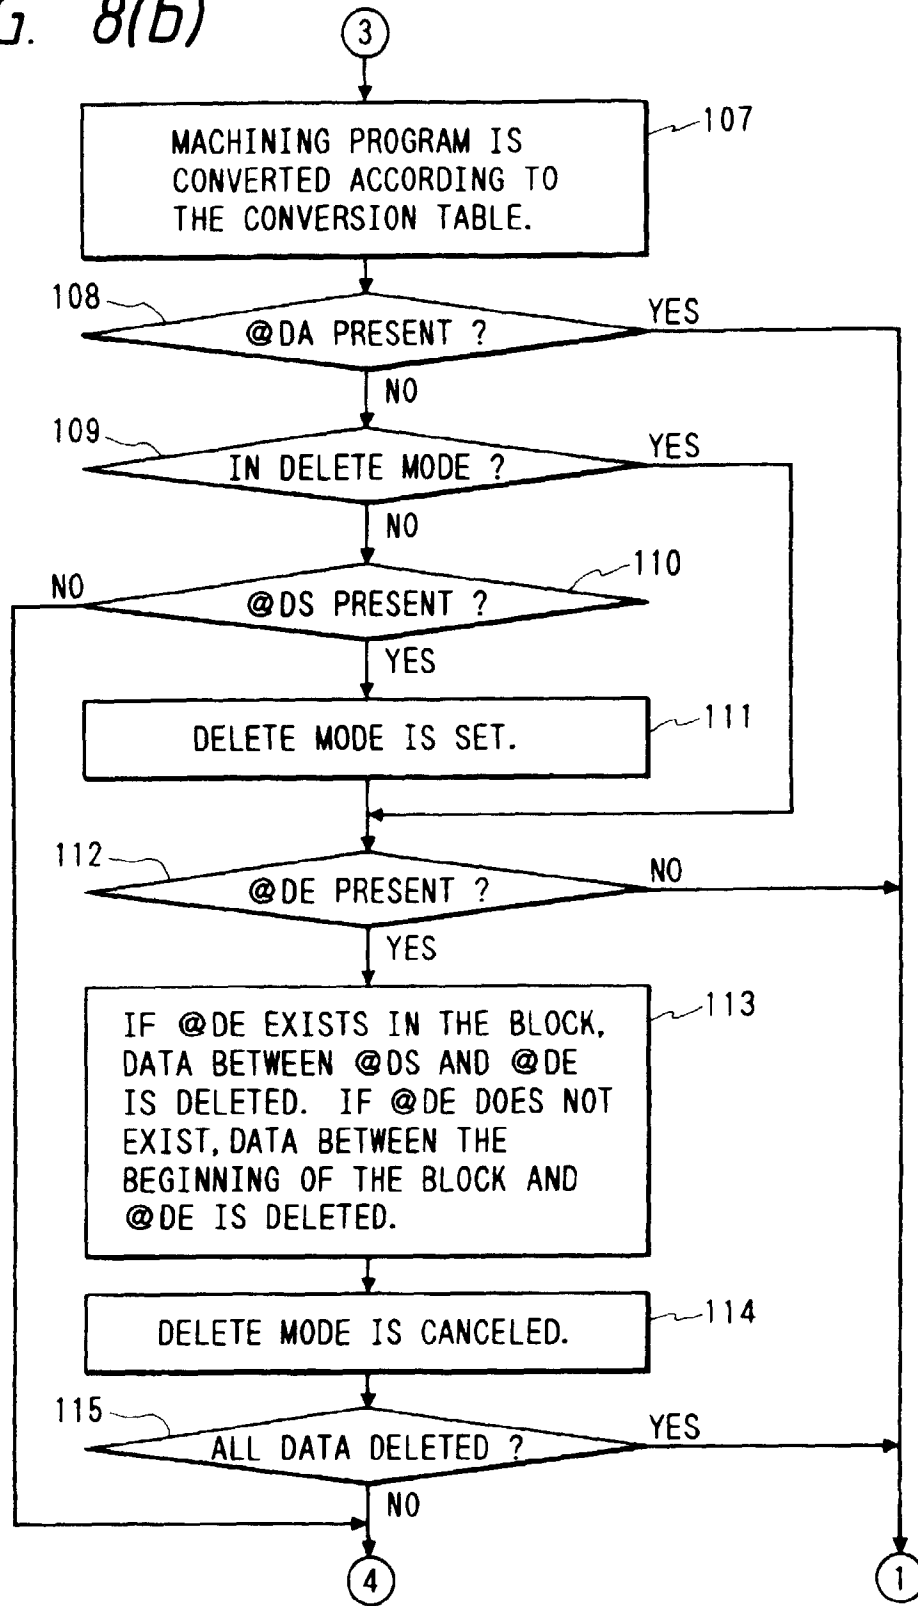 G. 8(b)
3
MACHINING PROGRAM IS
CONVERTED ACCORDING TO
THE CONVERSION TABLE.
107
108
@DA PRESENT ?
YES
NO
109
IN DELETE MODE ?
YES
NO
110
NO
@DS PRESENT ?
YES
DELETE MODE IS SET.
111
112
@DE PRESENT ?
NO
YES
113
IF @DE EXISTS IN THE BLOCK,
DATA BETWEEN @DS AND @DE
IS DELETED. IF @DE DOES NOT
EXIST, DATA BETWEEN THE
BEGINNING OF THE BLOCK AND
@DE IS DELETED.
DELETE MODE IS CANCELED.
114
115
ALL DATA DELETED ?
YES
NO
4
1